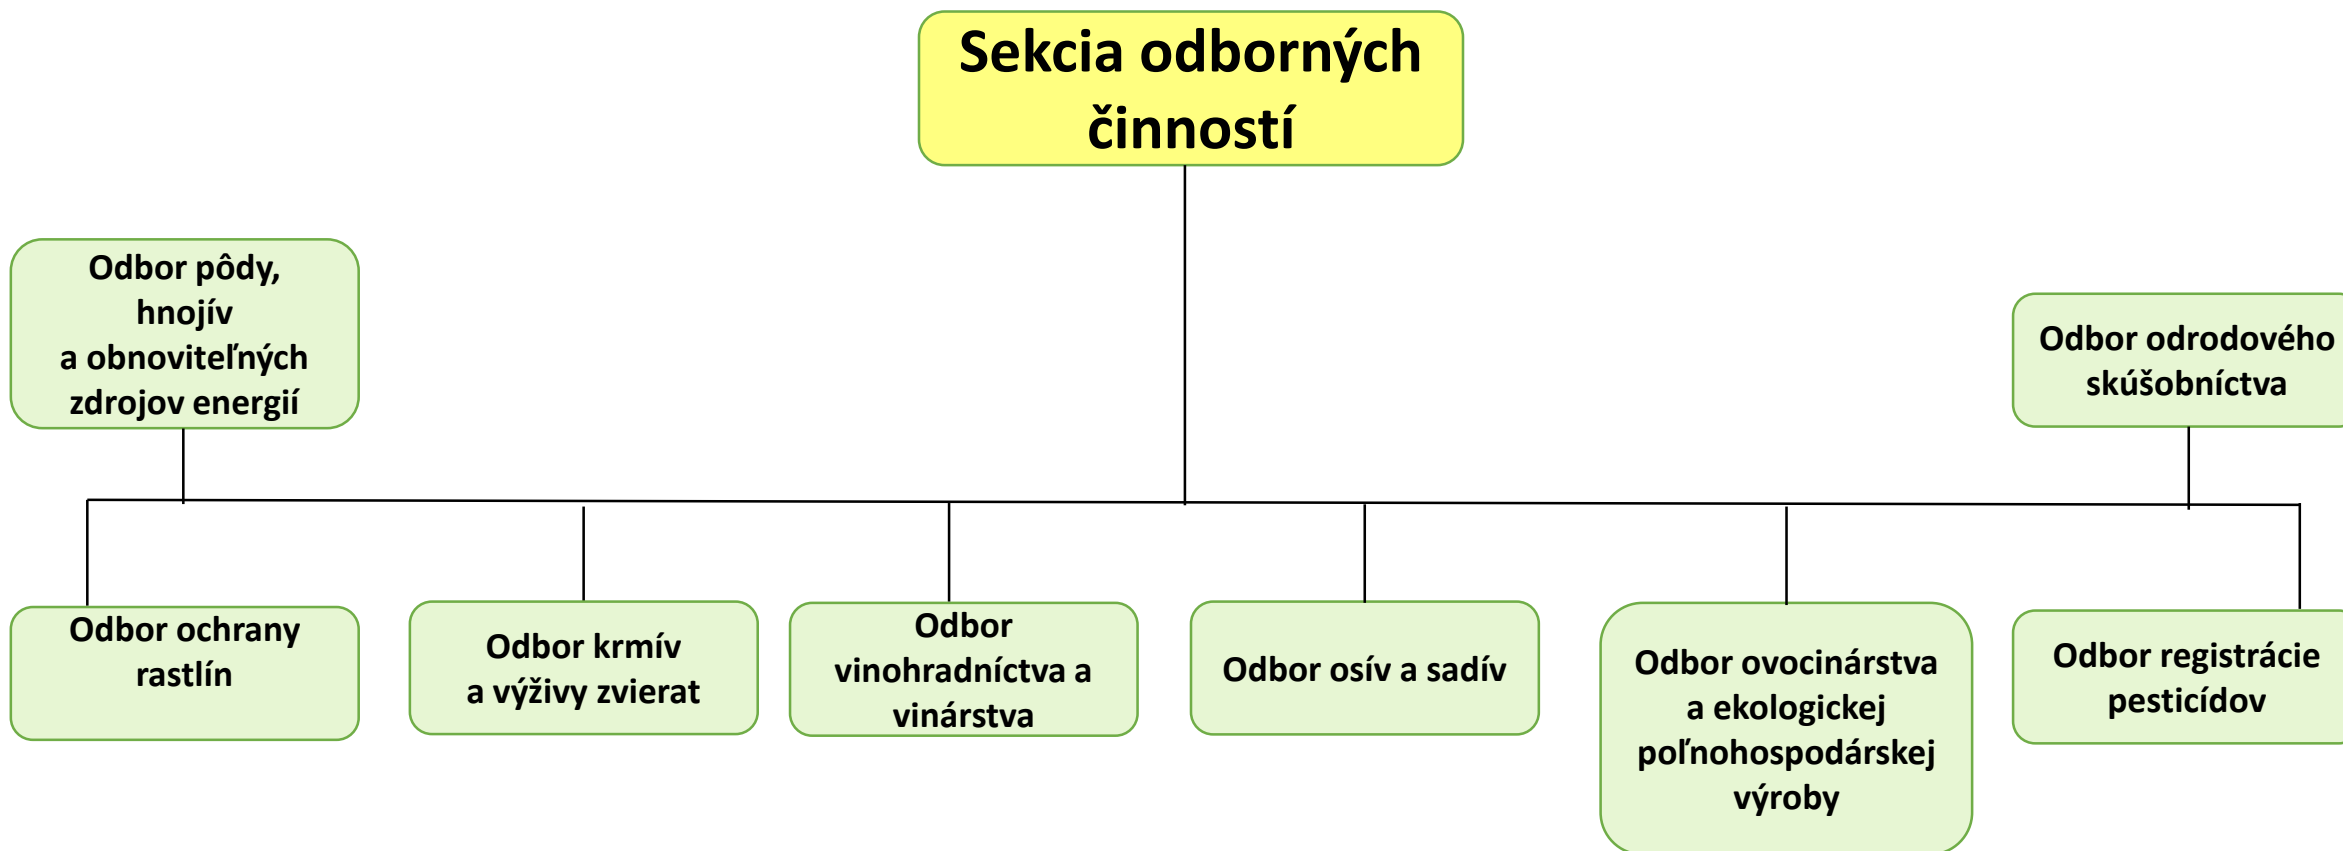 Sekcia odborných
činností
Odbor pôdy,
hnojív
a obnoviteľných
zdrojov energií
Odbor odrodového
skúšobníctva
Odbor ochrany
rastlín
Odbor krmív
a výživy zvierat
Odbor
vinohradníctva a
vinárstva
Odbor osív a sadív
Odbor ovocinárstva
a ekologickej
poľnohospodárskej
výroby
Odbor registrácie
pesticídov